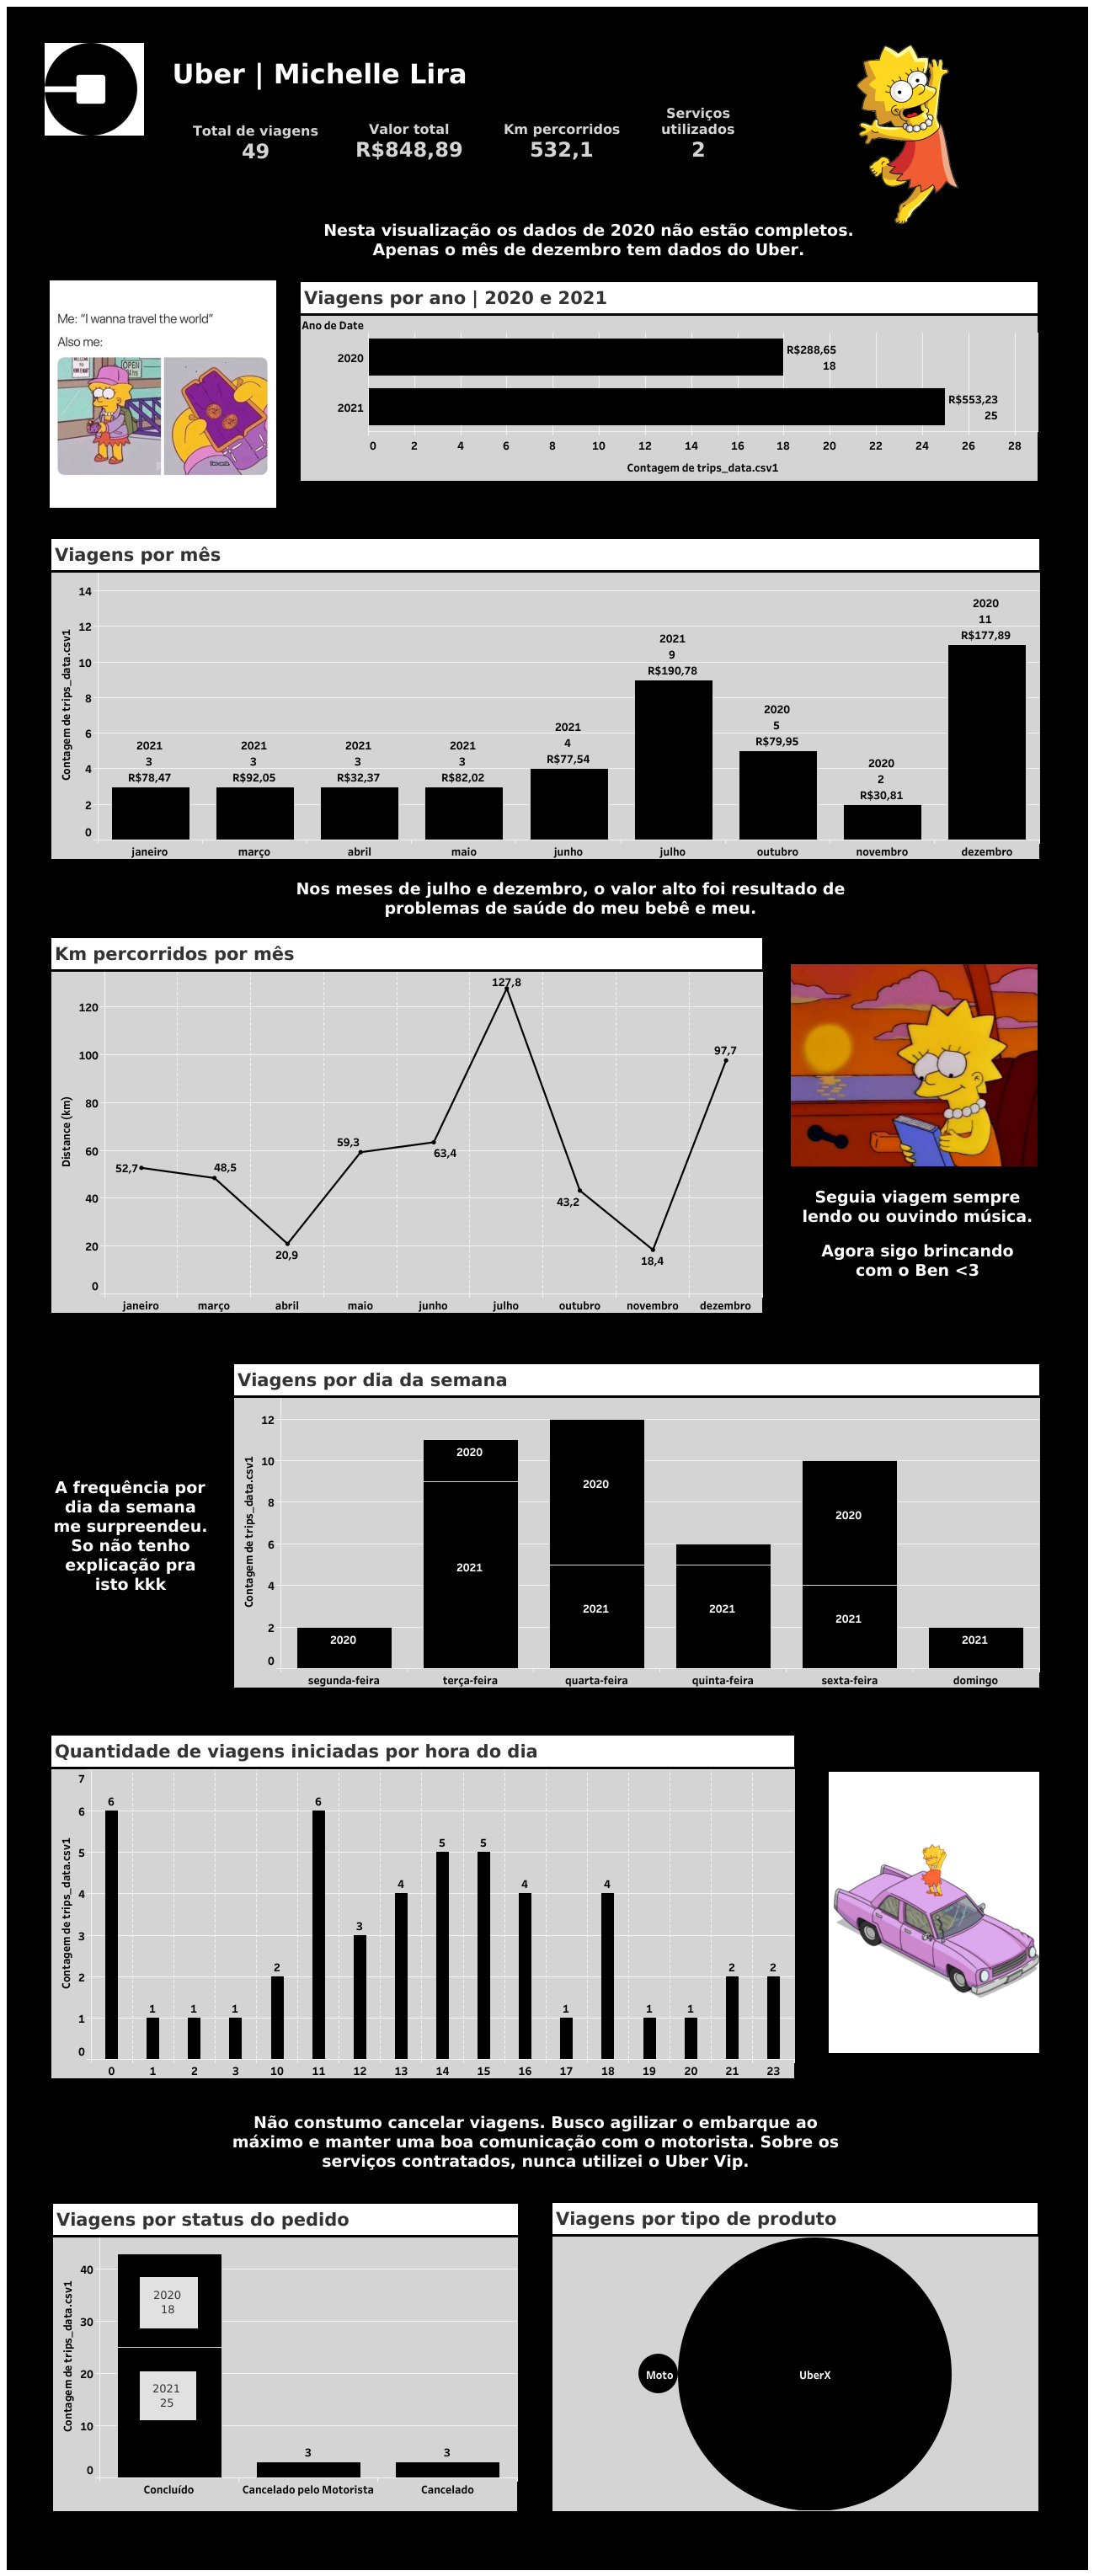 Uber | Michelle Lira
Total de viagens
49
Valor total
R$848,89
Km percorridos
532,1
Serviços
utilizados
2
Nesta visualização os dados de 2020 não estão completos.
Apenas o mês de dezembro tem dados do Uber.
Me: "I wanna travel the world"
Also me:
OPEN
Viagens por ano | 2020 e 2021
Ano de Date
2020
R$288,65
18
2021
R$553,23
25
0 2 4 6 8 10 12 14 16 18 20 22 24 26 28
Contagem de trips_data.csv1
Viagens por mês
Contagem de trips_data.csv1
14
12
10
8
6
4
2
0
2021
3
R$78,47
2021
3
R$92,05
2021
3
R$32,37
2021
3
R$82,02
2021
4
R$77,54
2021
9
R$190,78
2020
5
R$79,95
2020
2
R$30,81
2020
11
R$177,89
janeiro março abril maio junho julho outubro novembro dezembro
Nos meses de julho e dezembro, o valor alto foi resultado de
problemas de saúde do meu bebê e meu.
Km percorridos por mês
Distance (km)
120
100
80
60
40
20
0
52,7
48,5
20,9
59,3
63,4
127,8
43,2
18,4
97,7
janeiro março abril maio junho julho outubro novembro dezembro
Seguia viagem sempre
lendo ou ouvindo música.
Agora sigo brincando
com o Ben <3
A frequência por
dia da semana
me surpreendeu.
So não tenho
explicação pra
isto kkk
Viagens por dia da semana
Contagem de trips_data.csv1
12
10
8
6
4
2
0
2020
2020
2021
2020
2021
2021
2020
2021
2021
segunda-feira terça-feira quarta-feira quinta-feira sexta-feira domingo
Quantidade de viagens iniciadas por hora do dia
Contagem de trips_data.csv1
7
6
5
4
3
2
1
0
6 1 1 1 2 6 3 4 5 5 4 1 4 1 1 2 2
0 1 2 3 10 11 12 13 14 15 16 17 18 19 20 21 23
Não constumo cancelar viagens. Busco agilizar o embarque ao
máximo e manter uma boa comunicação com o motorista. Sobre os
serviços contratados, nunca utilizei o Uber Vip.
Viagens por status do pedido
Contagem de trips_data.csv1
40
30
20
10
0
2020
18
2021
25
3
3
Concluído Cancelado pelo Motorista Cancelado
Viagens por tipo de produto
Moto
UberX